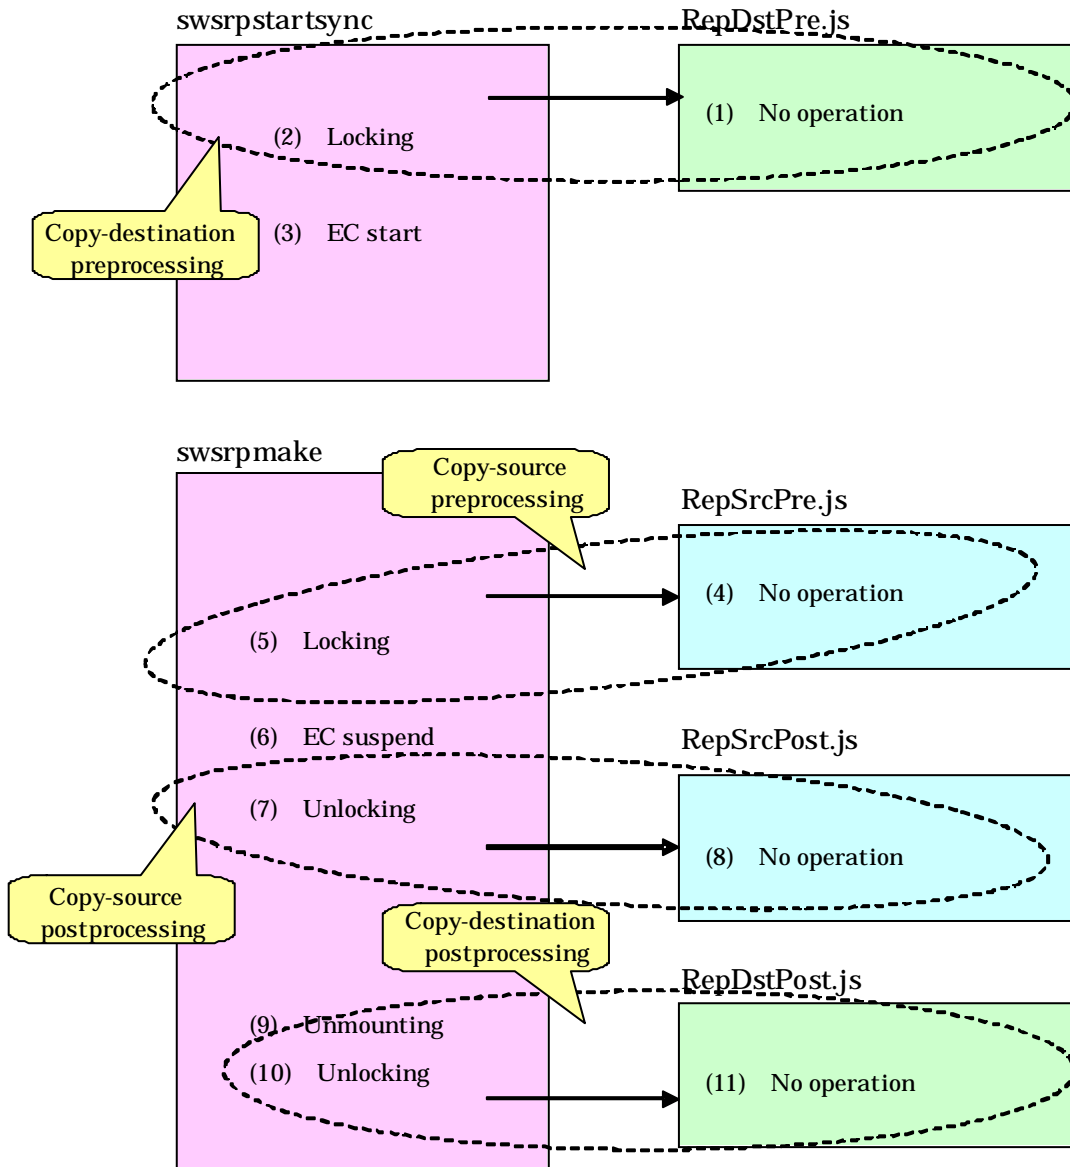 swsrpstartsync
RepDstPre.js
(1) No operation
(2) Locking
Copy-destination
preprocessing
(3) EC start
swsrpmake
Copy-source
preprocessing
RepSrcPre.js
(4) No operation
(5) Locking
(6) EC suspend
RepSrcPost.js
(7) Unlocking
(8) No operation
Copy-source
postprocessing
Copy-destination
postprocessing
RepDstPost.js
(9) Unmounting
(10) Unlocking
(11) No operation